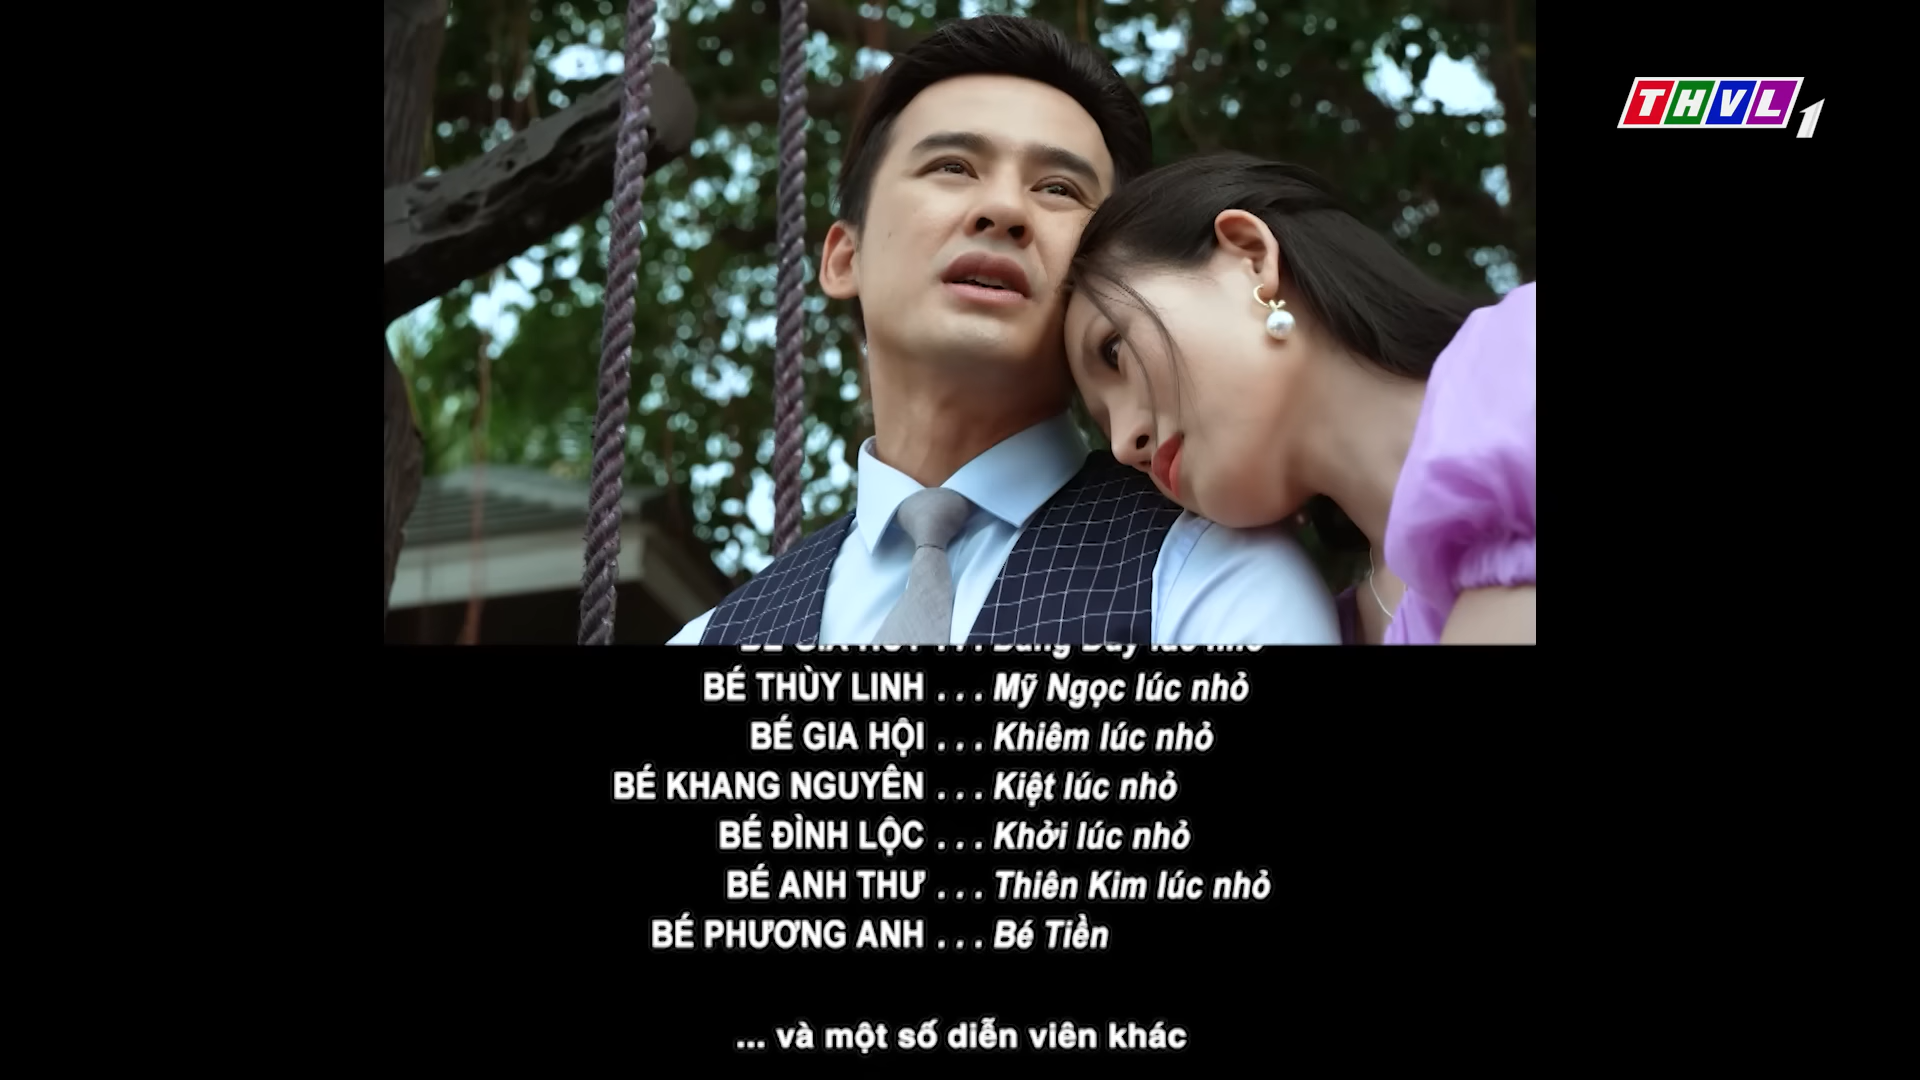 THVL1
BÉ THÙY LINH . . . Mỹ Ngọc lúc nhỏ
BÉ GIA HỘI . . . Khiêm lúc nhỏ
BÉ KHANG NGUYÊN . . . Kiệt lúc nhỏ
BÉ ĐÌNH LỘC . . . Khởi lúc nhỏ
BÉ ANH THƯ . . . Thiên Kim lúc nhỏ
BÉ PHƯƠNG ANH . . . Bé Tiền
... và một số diễn viên khác